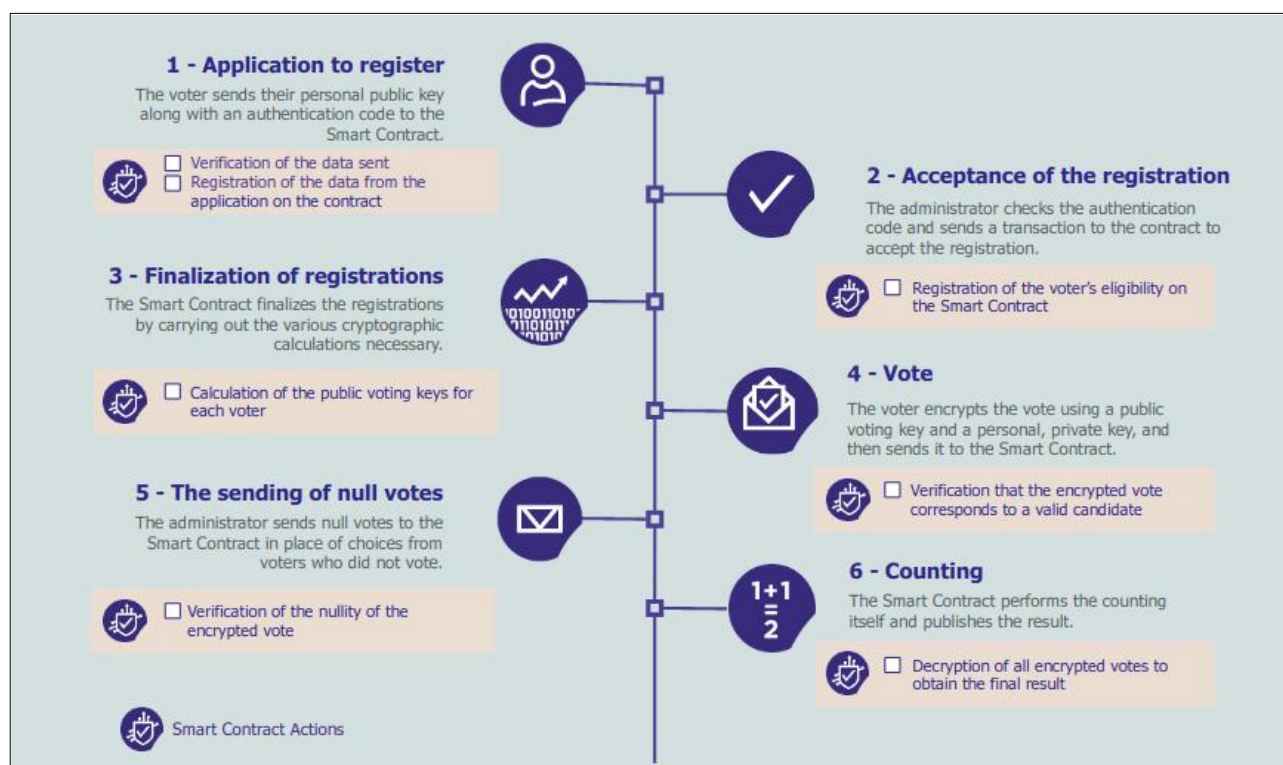 1 - Application to register
The voter sends their personal public key
along with an authentication code to the
Smart Contract.
Verification of the data sent
Registration of the data from the
application on the contract
2 - Acceptance of the registration
The administrator checks the authentication
code and sends a transaction to the contract to
accept the registration.
Registration of the voter's eligibility on
the Smart Contract
3 - Finalization of registrations
The Smart Contract finalizes the registrations
by carrying out the various cryptographic
calculations necessary.
Calculation of the public voting keys for
each voter
4 - Vote
The voter encrypts the vote using a public
voting key and a personal, private key, and
then sends it to the Smart Contract.
Verification that the encrypted vote
corresponds to a valid candidate
5 - The sending of null votes
The administrator sends null votes to the
Smart Contract in place of choices from
voters who did not vote.
Verification of the nullity of the
encrypted vote
6 - Counting
The Smart Contract performs the counting
itself and publishes the result.
1+1
=
2
Decryption of all encrypted votes to
obtain the final result
Smart Contract Actions